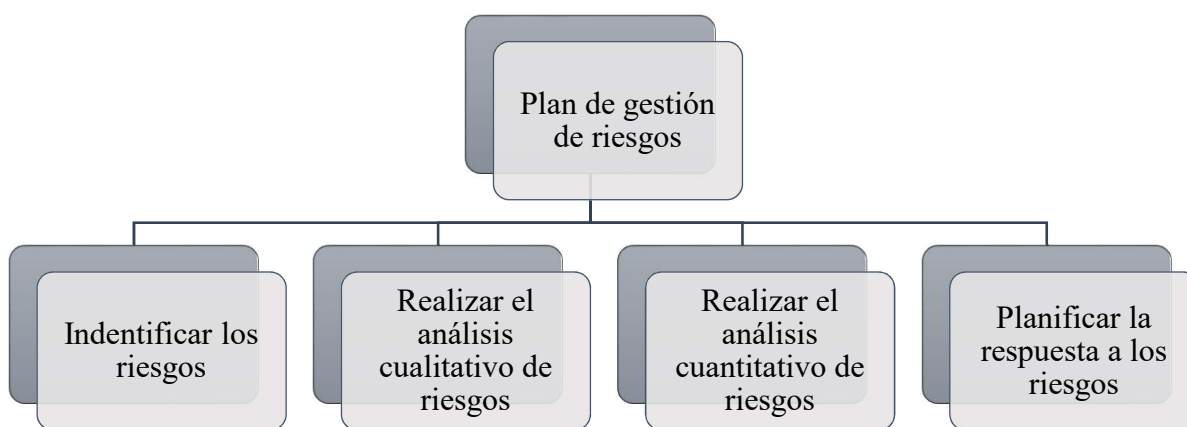 Plan de gestión
de riesgos
Indentificar los
riesgos
Realizar el
análisis
cualitativo de
riesgos
Realizar el
análisis
cuantitativo de
riesgos
Planificar la
respuesta a los
riesgos